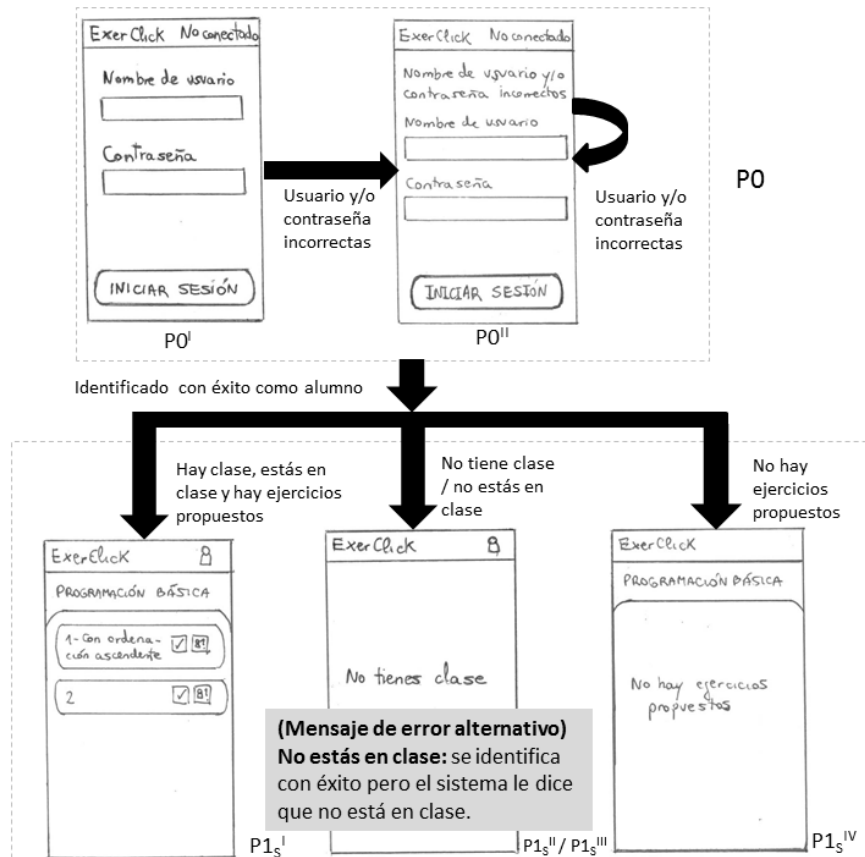 ExerClick No conectado
Nombre de usuario
Contraseña
INICIAR SESIÓN
P0ᴵ
Usuario y/o
contraseña
incorrectas
ExerClick No conectado
Nombre de usuario y/o
contraseña incorrectos
Nombre de usuario
Contraseña
INICIAR SESIÓN
P0ᴵᴵ
Usuario y/o
contraseña
incorrectas
P0
Identificado con éxito como alumno
Hay clase, estás en
clase y hay ejercicios
propuestos
No tiene clase
/ no estás en
clase
No hay
ejercicios
propuestos
ExerClick
PROGRAMACIÓN BÁSICA
1-Con ordena-
ción ascendente
2
P1ₛᴵ
ExerClick
No tienes clase
(Mensaje de error alternativo)
No estás en clase: se identifica
con éxito pero el sistema le dice
que no está en clase.
P1ₛᴵᴵ / P1ₛᴵᴵᴵ
ExerClick
PROGRAMACIÓN BÁSICA
No hay ejercicios
propuestos
P1ₛᴵⱽ